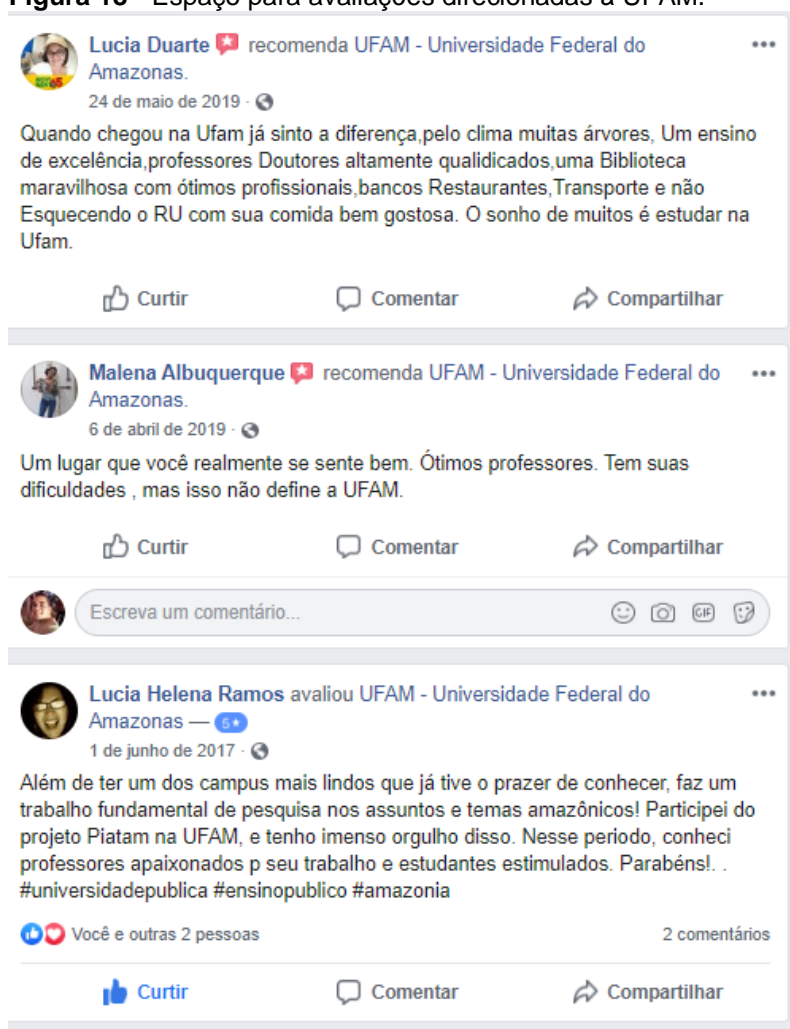 Figura 18 - Espaço para avaliações direcionadas à UFAM.
Lucia Duarte recomenda UFAM - Universidade Federal do
Amazonas.
24 de maio de 2019 ·
Quando chegou na Ufam já sinto a diferença,pelo clima muitas árvores, Um ensino
de excelência,professores Doutores altamente qualidicados,uma Biblioteca
maravilhosa com ótimos profissionais,bancos Restaurantes,Transporte e não
Esquecendo o RU com sua comida bem gostosa. O sonho de muitos é estudar na
Ufam.
Curtir Comentar Compartilhar
Malena Albuquerque recomenda UFAM - Universidade Federal do
Amazonas.
6 de abril de 2019 ·
Um lugar que você realmente se sente bem. Ótimos professores. Tem suas
dificuldades , mas isso não define a UFAM.
Curtir Comentar Compartilhar
Escreva um comentário... GIF
Lucia Helena Ramos avaliou UFAM - Universidade Federal do
Amazonas — 5★
1 de junho de 2017 ·
Além de ter um dos campus mais lindos que já tive o prazer de conhecer, faz um
trabalho fundamental de pesquisa nos assuntos e temas amazônicos! Participei do
projeto Piatam na UFAM, e tenho imenso orgulho disso. Nesse periodo, conheci
professores apaixonados p seu trabalho e estudantes estimulados. Parabéns!. .
#universidadepublica #ensinopublico #amazonia
Você e outras 2 pessoas 2 comentários
Curtir Comentar Compartilhar